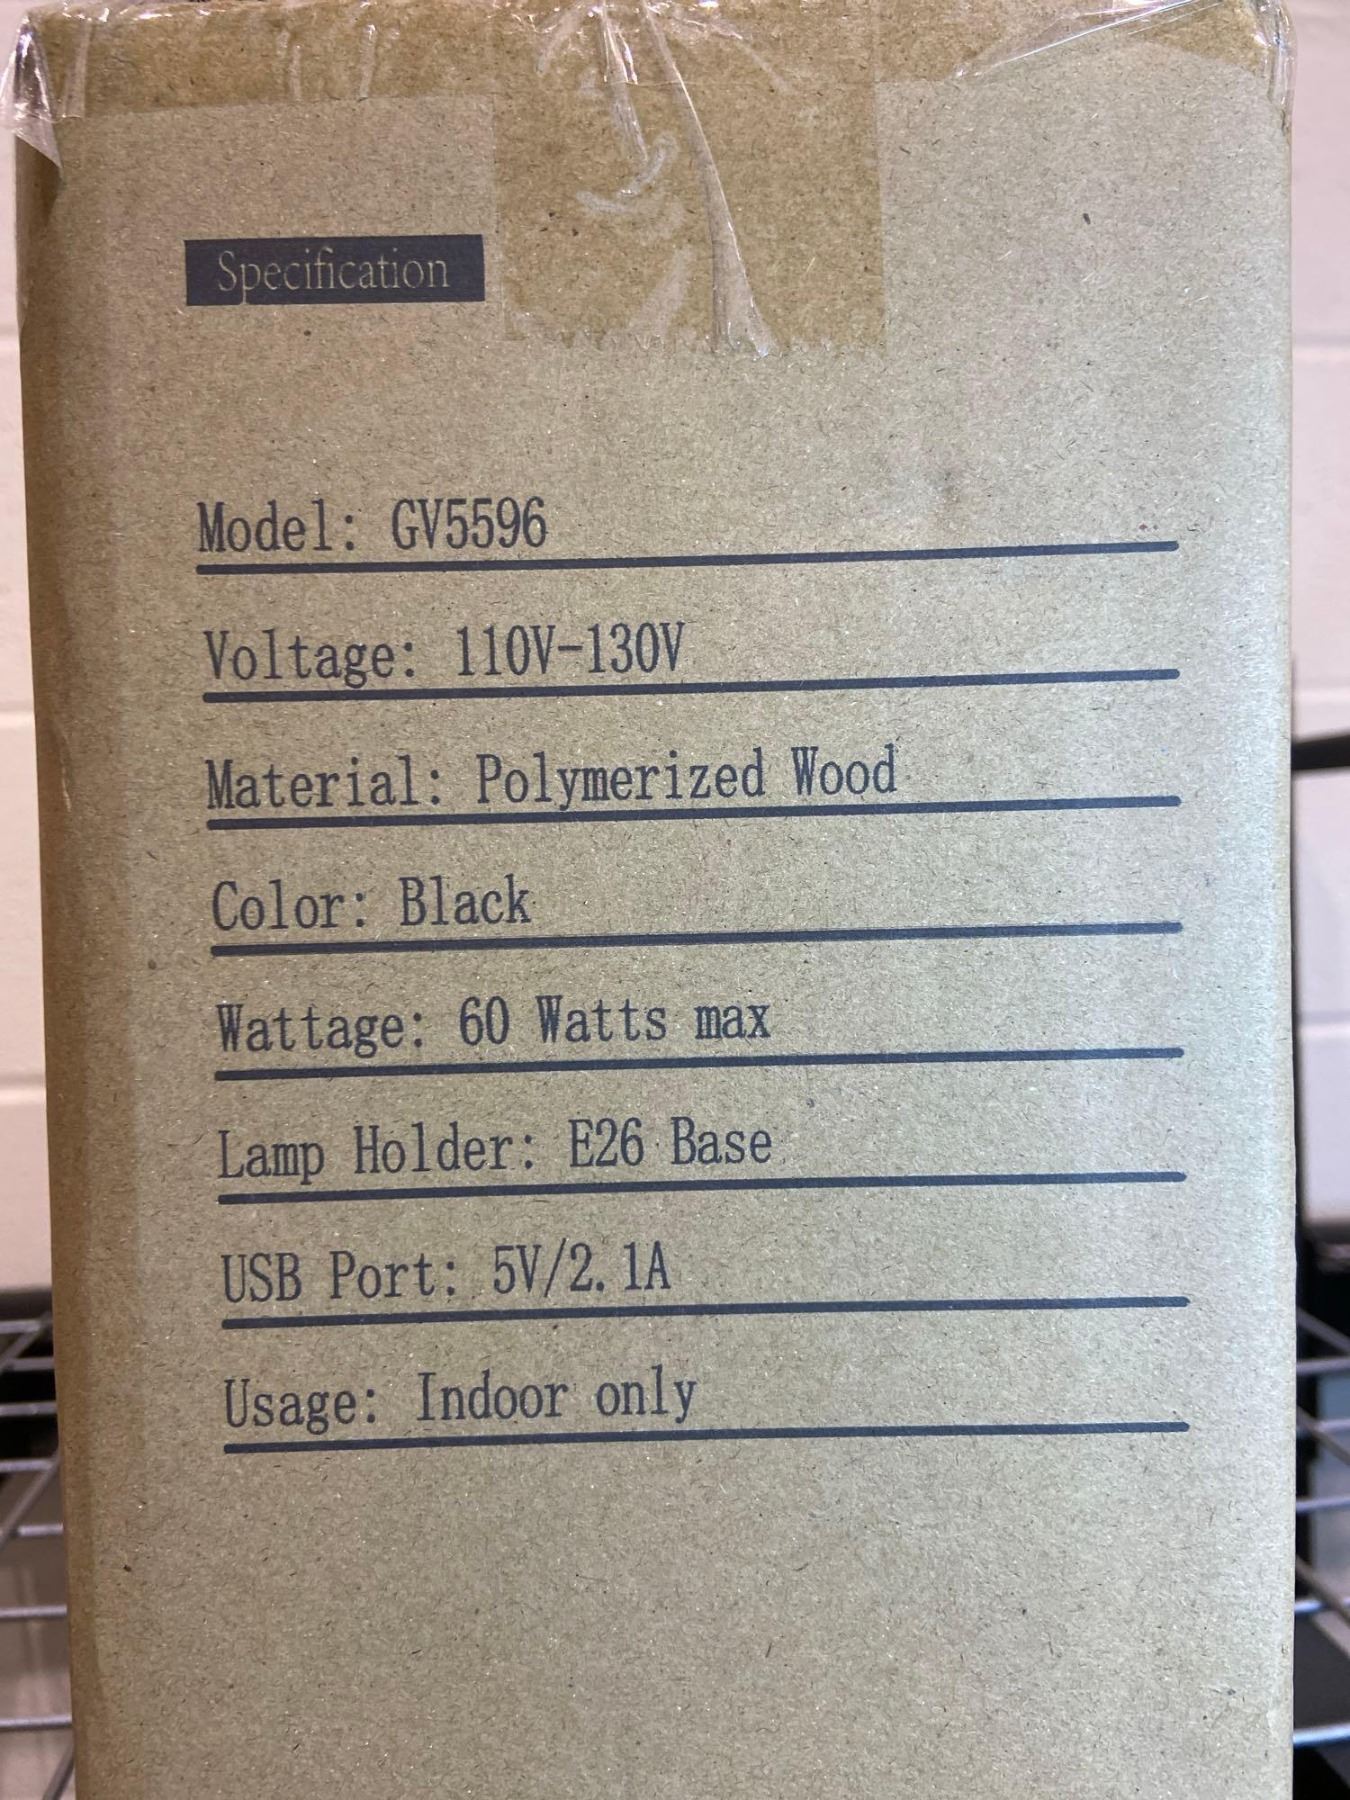 Specification
Model: GV5596
Voltage: 110V-130V
Material: Polymerized Wood
Color: Black
Wattage: 60 Watts max
Lamp Holder: E26 Base
USB Port: 5V/2.1A
Usage: Indoor only